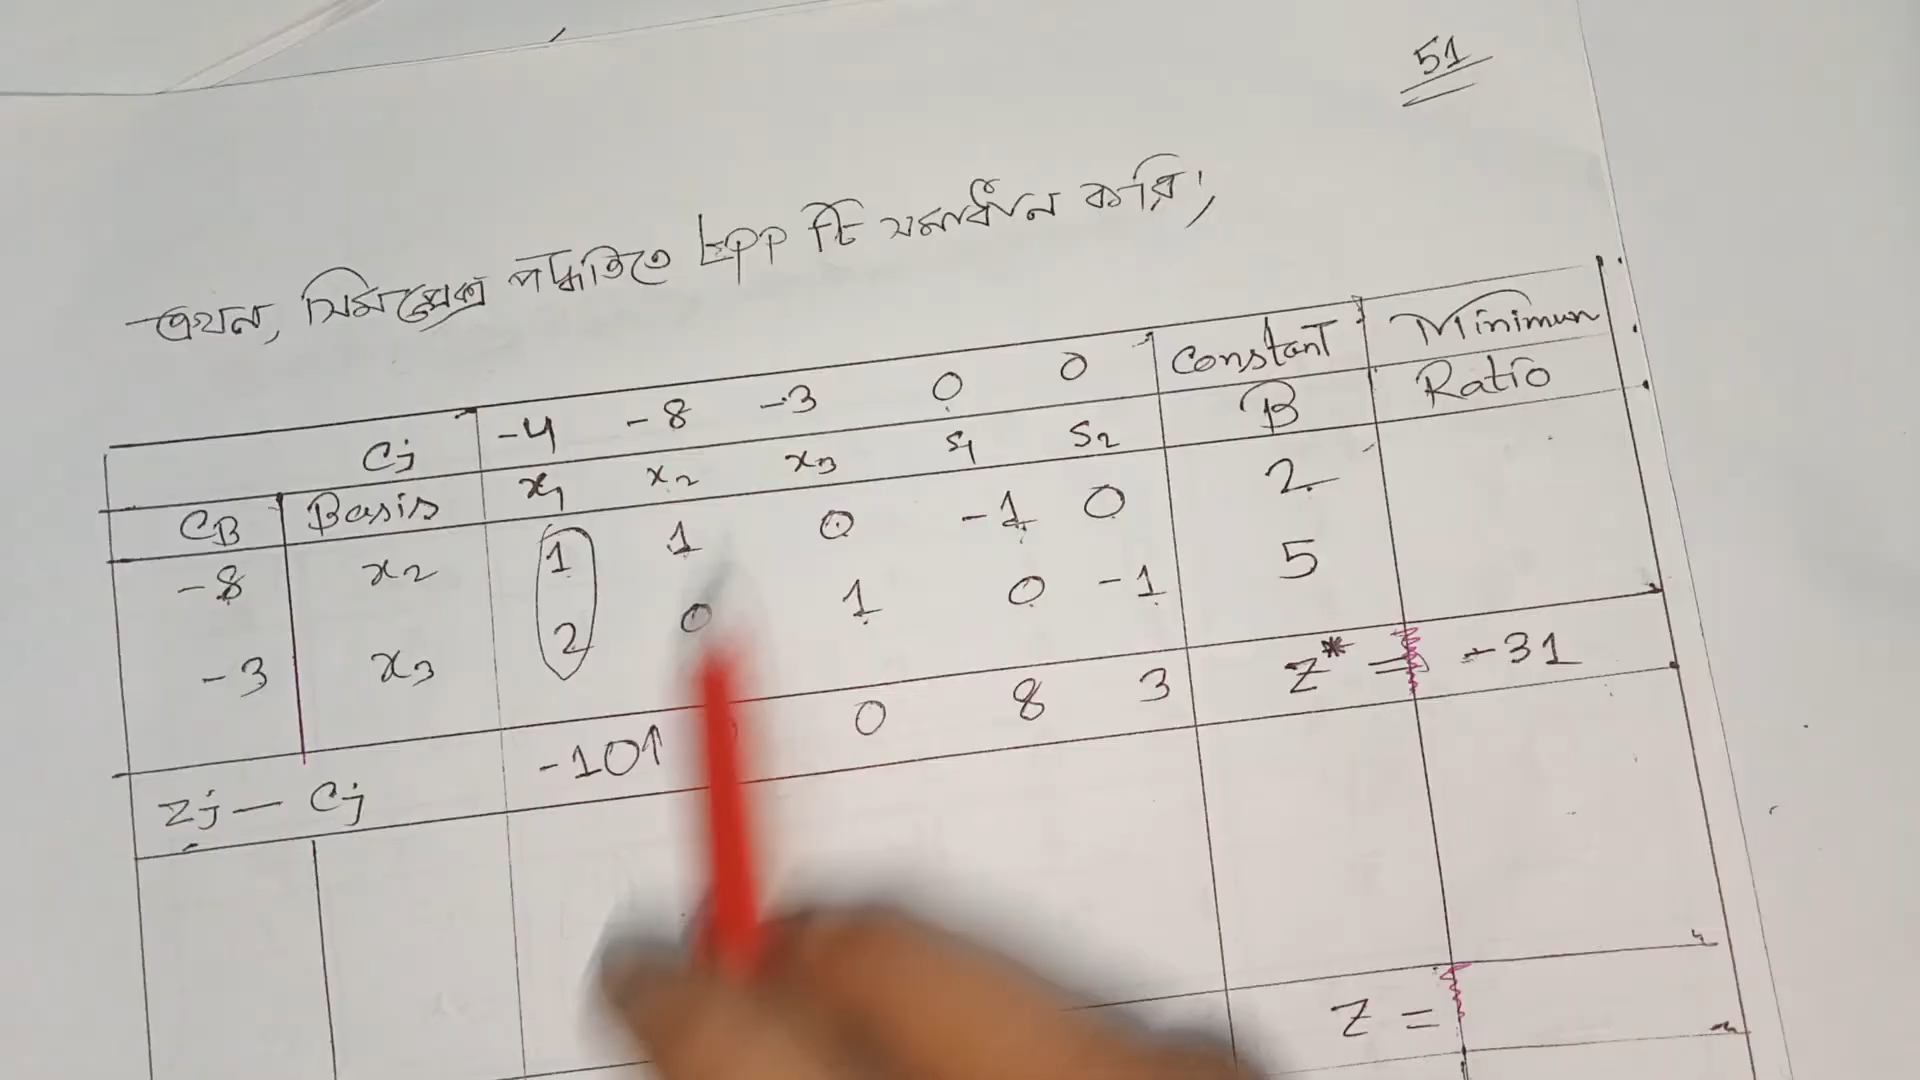 51
এখন, সিমপ্লেক্স পদ্ধতিতে LPP টি সমাধান করি,
Cj -4 -8 -3 0 0 Constant Minimun
CB Basis x1 x2 x3 S1 S2 B Ratio
-8 x2 1 1 0 -1 0 2
-3 x3 2 0 1 0 -1 5
Zj - Cj -10↑ 0 8 3 Z* = -31
Z =